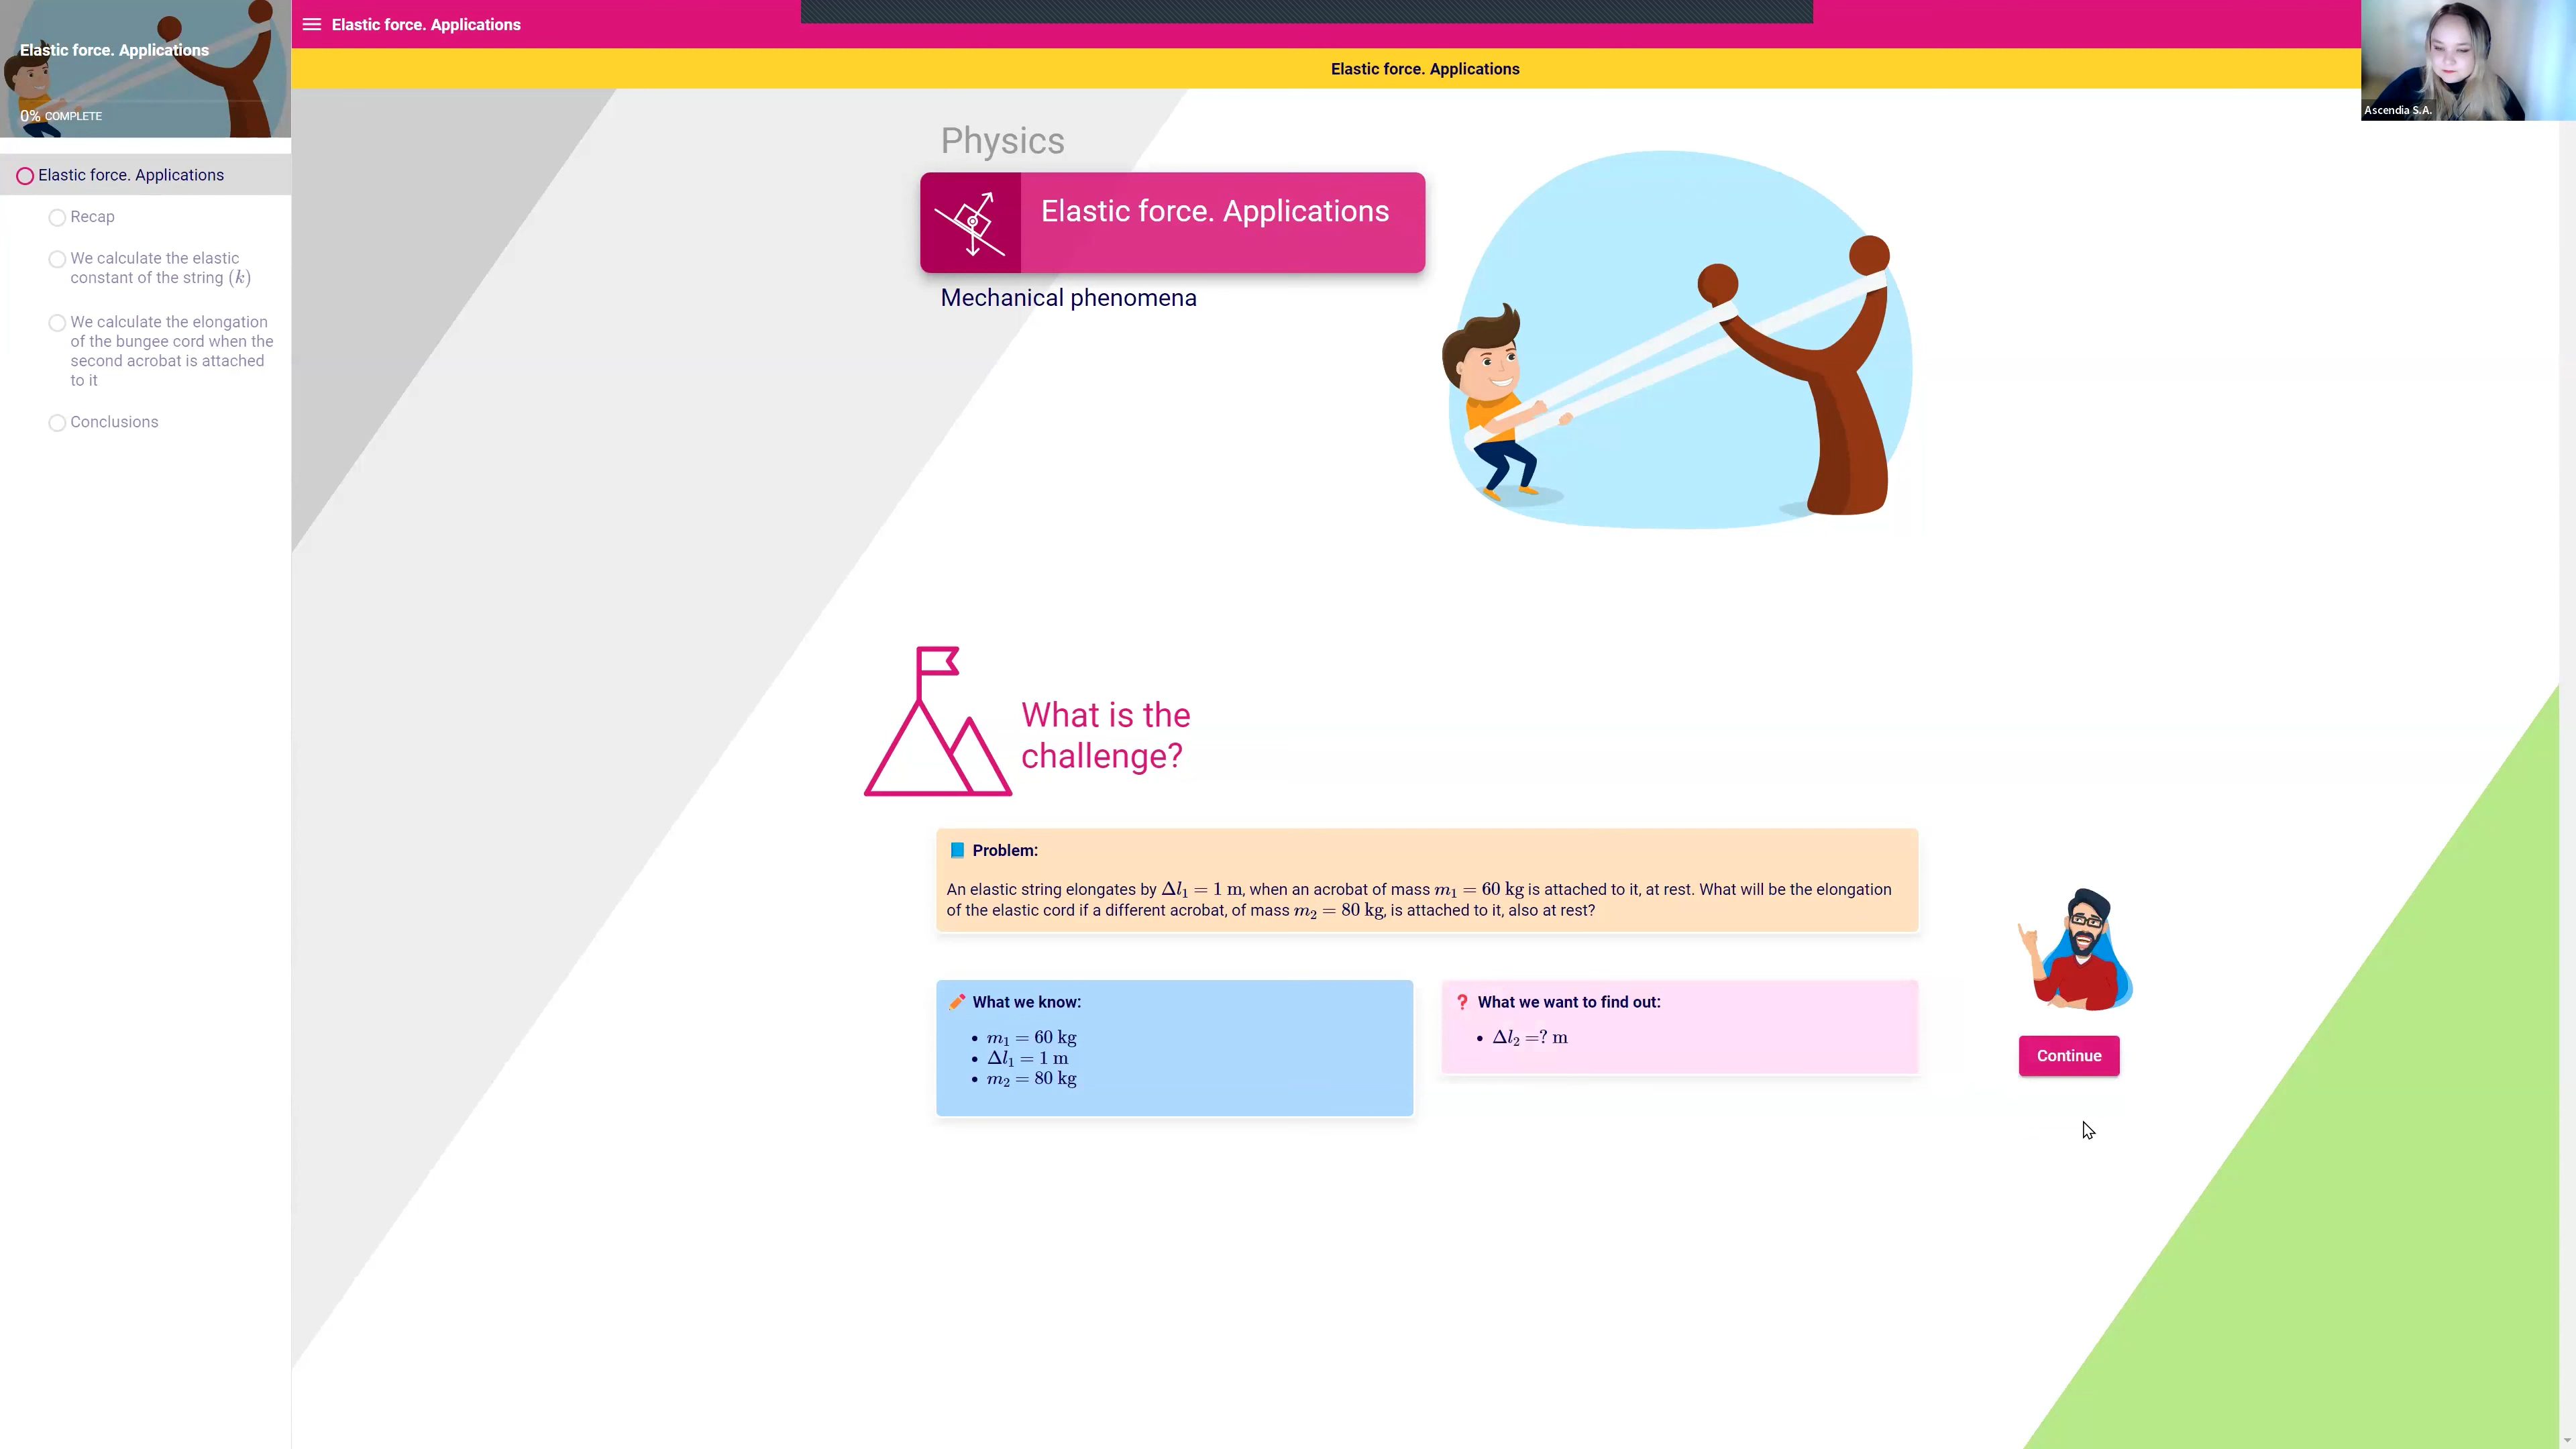 Elastic force. Applications
0% COMPLETE
Elastic force. Applications
Recap
We calculate the elastic
constant of the string (k)
We calculate the elongation
of the bungee cord when the
second acrobat is attached
to it
Conclusions
Elastic force. Applications
Elastic force. Applications
Ascendia S.A.
Physics
Elastic force. Applications
Mechanical phenomena
What is the
challenge?
Problem:
An elastic string elongates by Δl₁ = 1 m, when an acrobat of mass m₁ = 60 kg is attached to it, at rest. What will be the elongation
of the elastic cord if a different acrobat, of mass m₂ = 80 kg, is attached to it, also at rest?
What we know:
• m₁ = 60 kg
• Δl₁ = 1 m
• m₂ = 80 kg
? What we want to find out:
• Δl₂ =? m
Continue